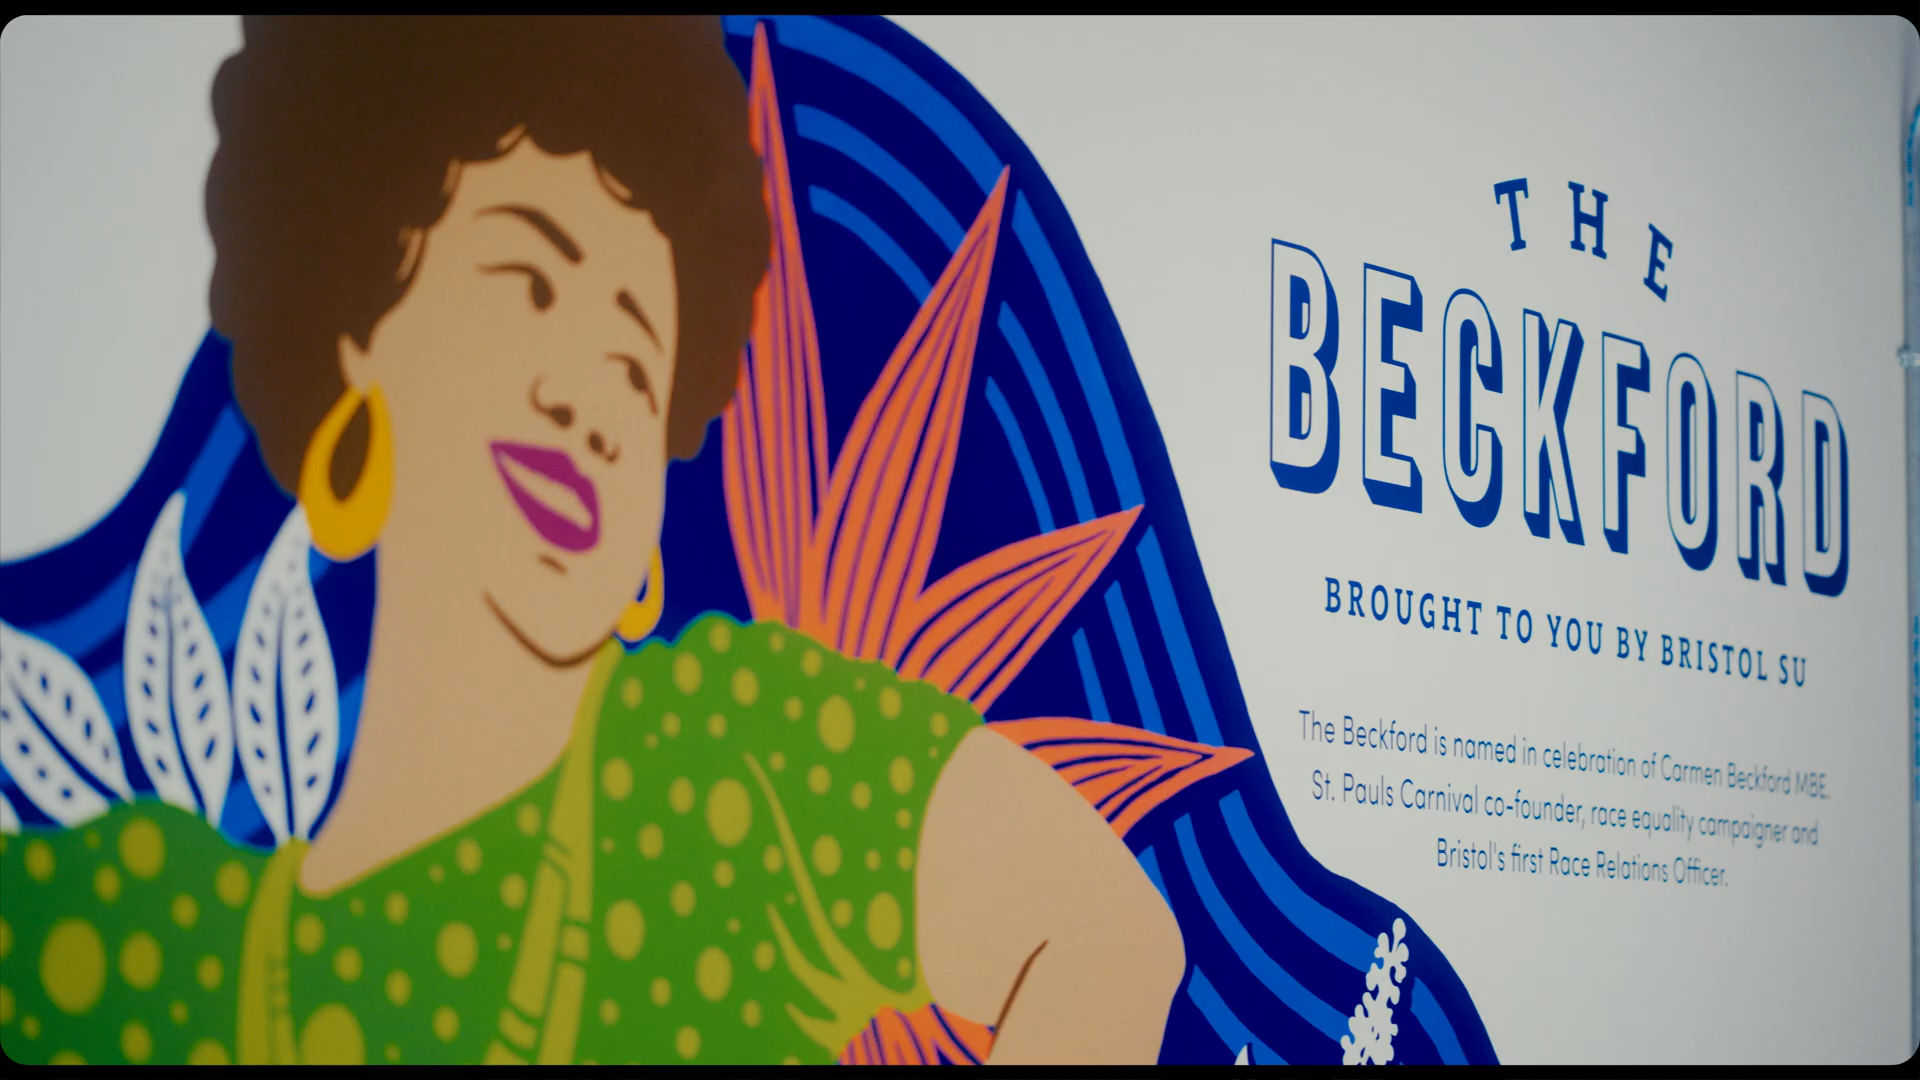 THE
BECKFORD
BROUGHT TO YOU BY BRISTOL SU
The Beckford is named in celebration of Carmen Beckford MBE.
St. Pauls Carnival co-founder, race equality campaigner and
Bristol's first Race Relations Officer.